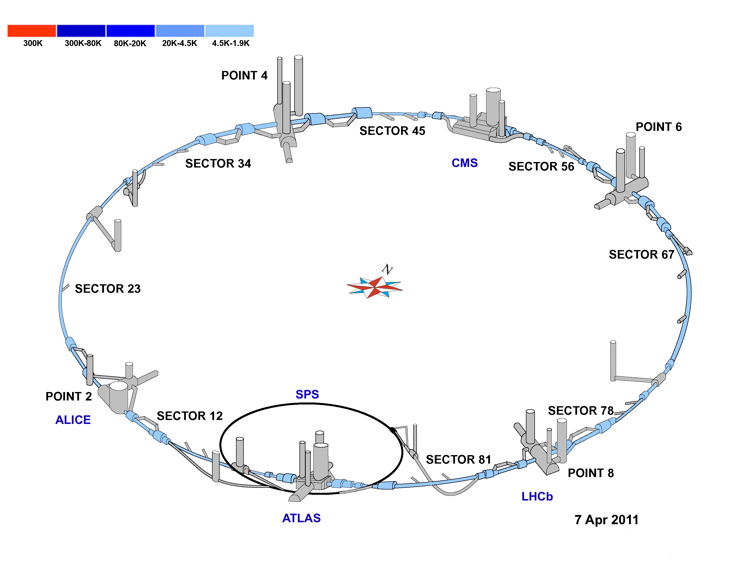 300K 300K-80K 80K-20K 20K-4.5K 4.5K-1.9K
POINT 4
SECTOR 45
POINT 6
SECTOR 34
CMS
SECTOR 56
SECTOR 67
N
SECTOR 23
POINT 2
ALICE
SECTOR 12
SPS
SECTOR 78
SECTOR 81
POINT 8
LHCb
ATLAS
7 Apr 2011